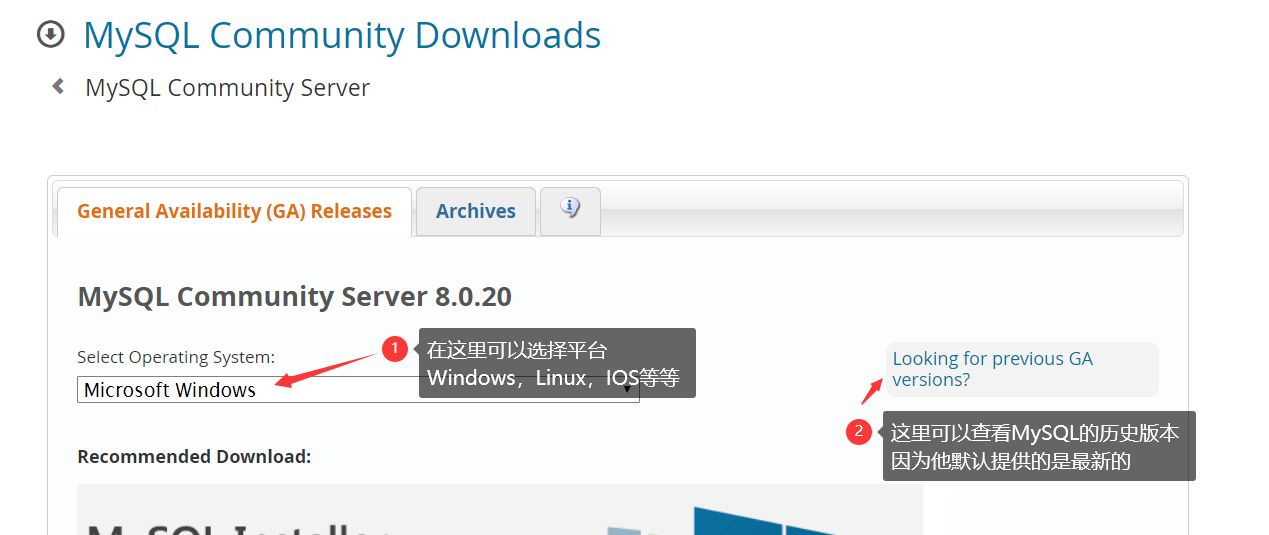 MySQL Community Downloads
MySQL Community Server
General Availability (GA) Releases
Archives
MySQL Community Server 8.0.20
Select Operating System:
Microsoft Windows
1
在这里可以选择平台
Windows，Linux，IOS等等
Looking for previous GA
versions?
2
这里可以查看MySQL的历史版本
因为他默认提供的是最新的
Recommended Download:
MySQL Installer